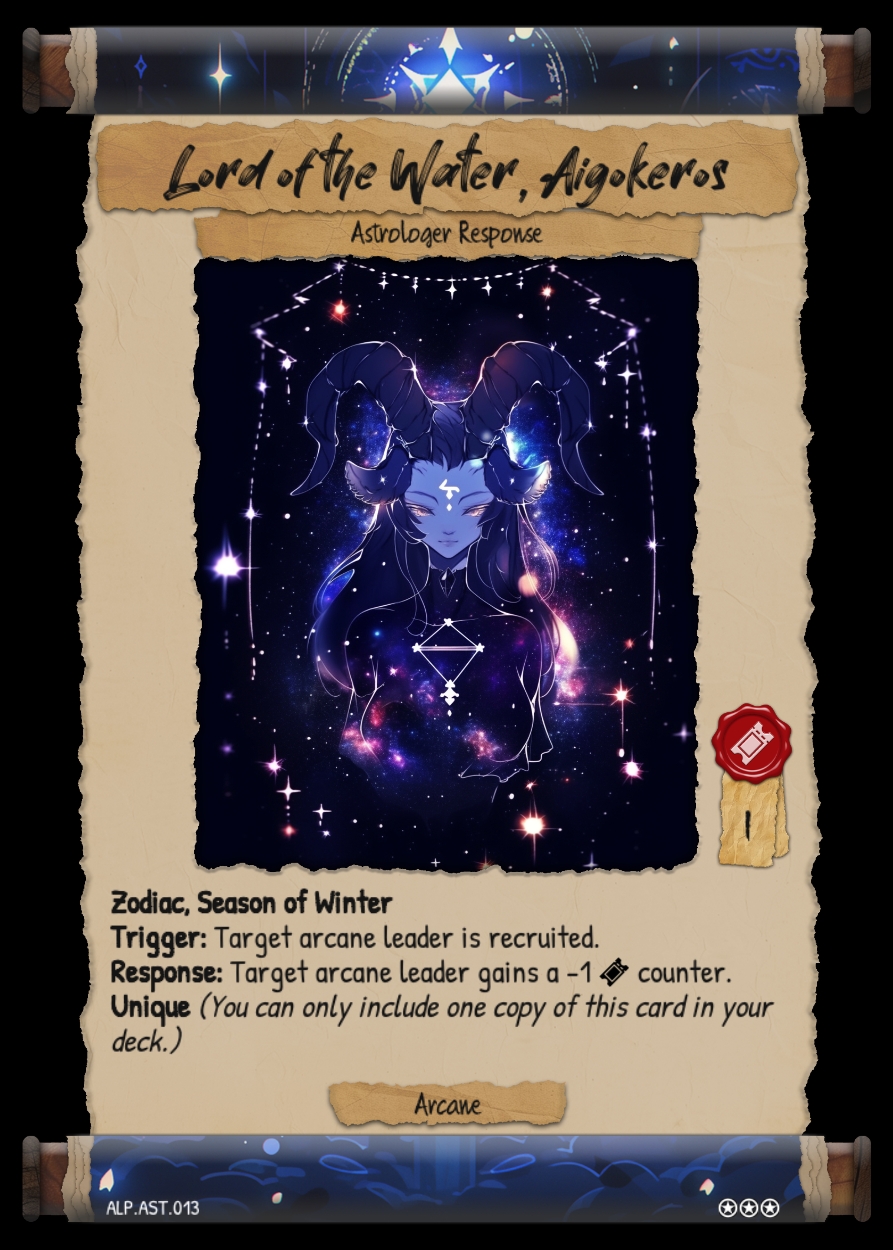 Lord of the Water, Aigokeros
Astrologer Response
1
Zodiac, Season of Winter
Trigger: Target arcane leader is recruited.
Response: Target arcane leader gains a -1 counter.
Unique (You can only include one copy of this card in your
deck.)
Arcane
ALP.AST.013